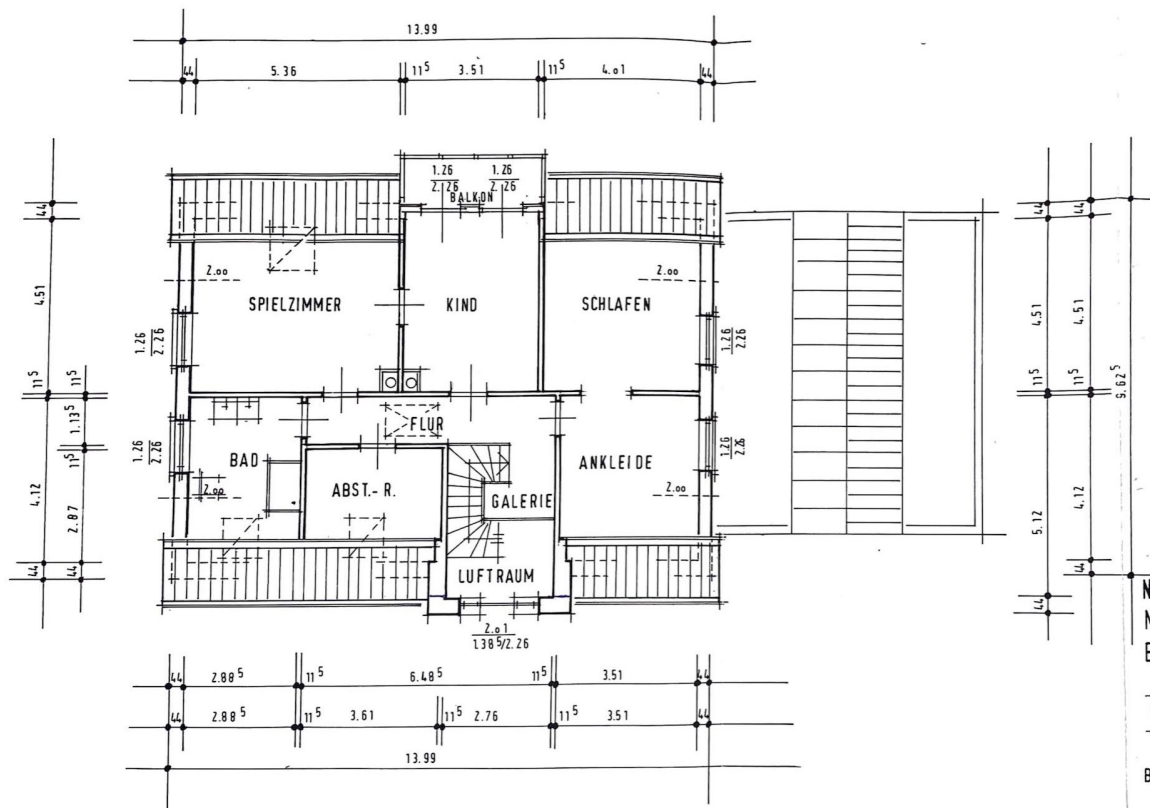 13.99
44 5.36 11⁵ 3.51 11⁵ 4.01 44
1.26 1.26
2.26 2.26
BALKON
2.00 2.00
SPIELZIMMER KIND SCHLAFEN
1.26
2.26
1.26
2.26
FLUR
1.26
2.26
BAD
ABST.-R.
ANKLEIDE
1.26
2.26
2.00 2.00
GALERIE
LUFTRAUM
2.01
1.38⁵/2.26
44
4.51
11⁵ 11⁵
1.13⁵
11⁵
4.12
2.87
44 44
44 44
4.51 4.51
11⁵ 11⁵
9.62⁵
5.12 4.12
44
44
44 2.88⁵ 11⁵ 6.48⁵ 11⁵ 3.51 44
44 2.88⁵ 11⁵ 3.61 11⁵ 2.76 11⁵ 3.51 44
13.99